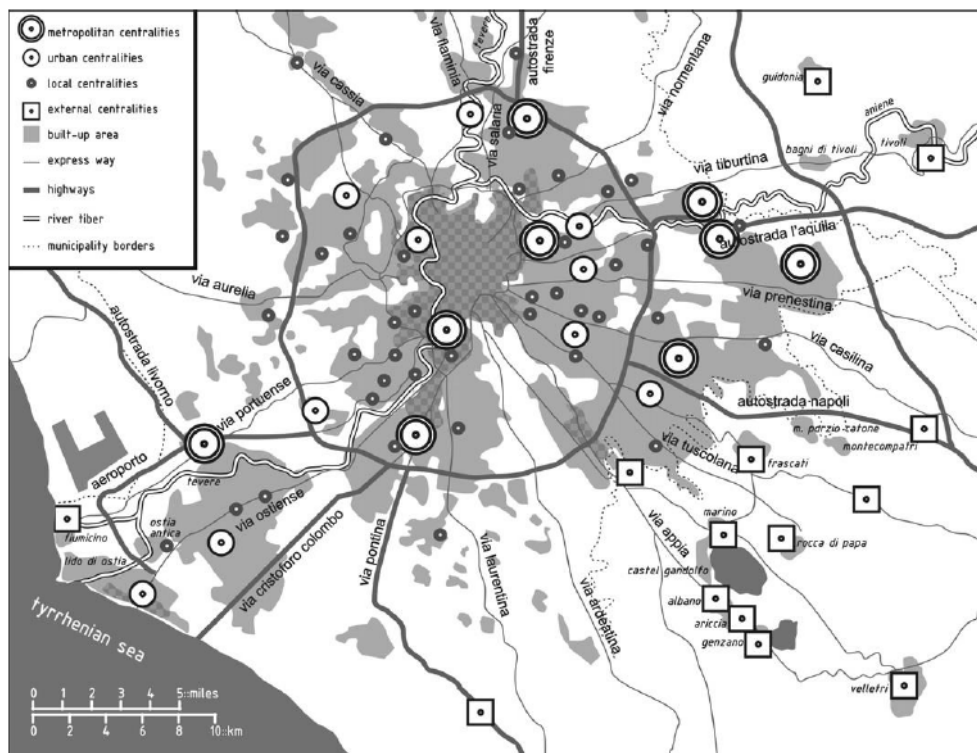 metropolitan centralities
urban centralities
local centralities
external centralities
built-up area
express way
highways
river tiber
municipality borders
via cassia
via flaminia
tevere
autostrada
firenze
via salaria
via nomentana
guidonia
aniene
tivoli
bagni di tivoli
via tiburtina
autostrada l'aquila
via aurelia
via prenestina
autostrada livorno
via casilina
via portuense
autostrada napoli
m. porzio-catone
montecompatri
aeroporto
via tuscolana
frascati
tevere
via ostiense
fiumicino
ostia
antica
lido di ostia
via cristoforo colombo
via pontina
via laurentina
via ardeatina
via appia
marino
rocca di papa
castel gandolfo
albano
ariccia
genzano
velletri
tyrrhenian sea
0 1 2 3 4 5::miles
0 2 4 6 8 10::km